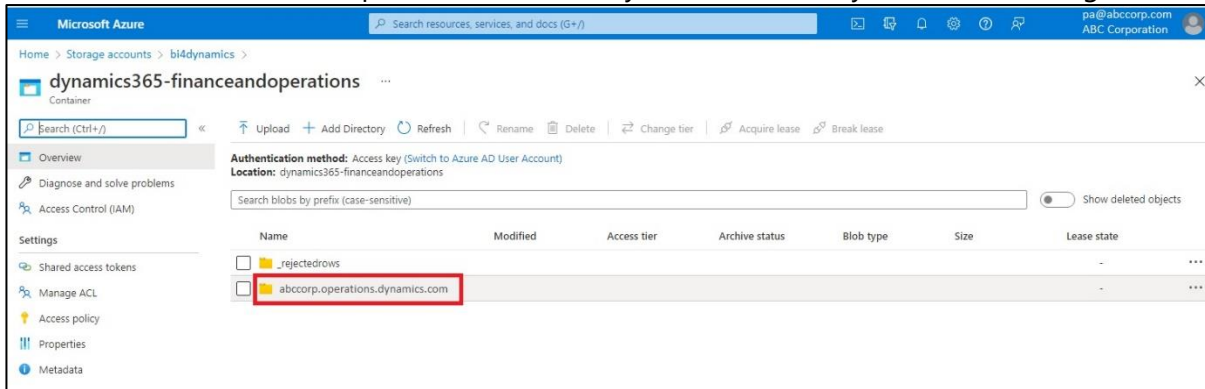 Microsoft Azure
Search resources, services, and docs (G+/)
pa@abccorp.com
ABC Corporation
Home > Storage accounts > bi4dynamics >
dynamics365-financeandoperations ...
Container
Search (Ctrl+/)
Upload + Add Directory Refresh Rename Delete Change tier Acquire lease Break lease
Overview
Diagnose and solve problems
Access Control (IAM)
Settings
Shared access tokens
Manage ACL
Access policy
Properties
Metadata
Authentication method: Access key (Switch to Azure AD User Account)
Location: dynamics365-financeandoperations
Search blobs by prefix (case-sensitive)
Show deleted objects
Name Modified Access tier Archive status Blob type Size Lease state
_rejectedrows - ...
abccorp.operations.dynamics.com - ...